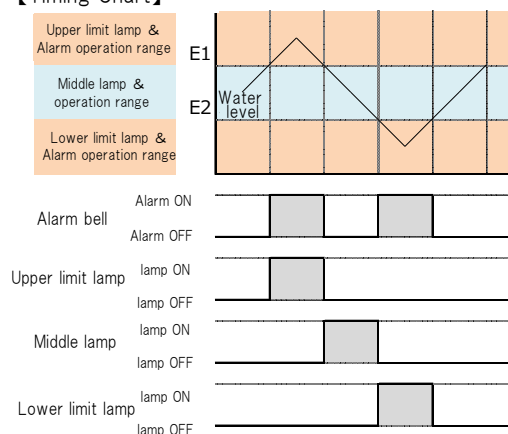 【Timing Chart】
Upper limit lamp &
Alarm operation range
E1
Middle lamp &
operation range
E2
Water
level
Lower limit lamp &
Alarm operation range
Alarm bell
Alarm ON
Alarm OFF
Upper limit lamp
lamp ON
lamp OFF
Middle lamp
lamp ON
lamp OFF
Lower limit lamp
lamp ON
lamp OFF